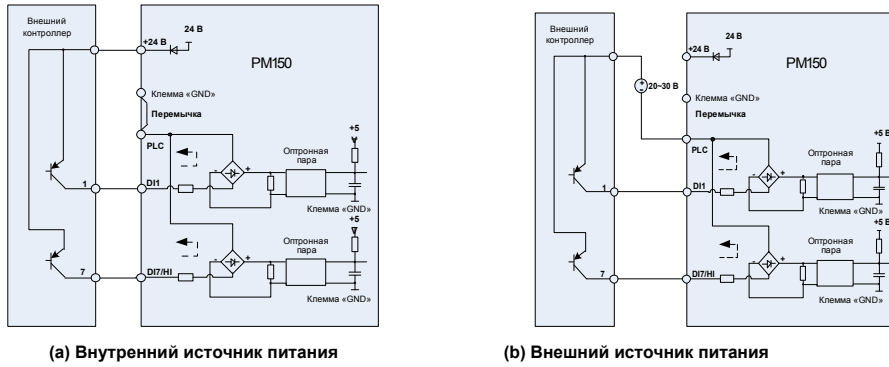 Внешний
контроллер
+24 В
24 В
PM150
Клемма «GND»
Перемычка
PLC
+5
Оптронная
пара
- +
1
DI1
Клемма «GND»
+5
Оптронная
пара
- +
7
DI7/HI
Клемма «GND»
(a) Внутренний источник питания
Внешний
контроллер
+24 В
24 В
PM150
20~30 В
Клемма «GND»
Перемычка
PLC
+5 В
Оптронная
пара
- +
1
DI1
Клемма «GND»
+5 В
Оптронная
пара
- +
7
DI7/HI
Клемма «GND»
(b) Внешний источник питания